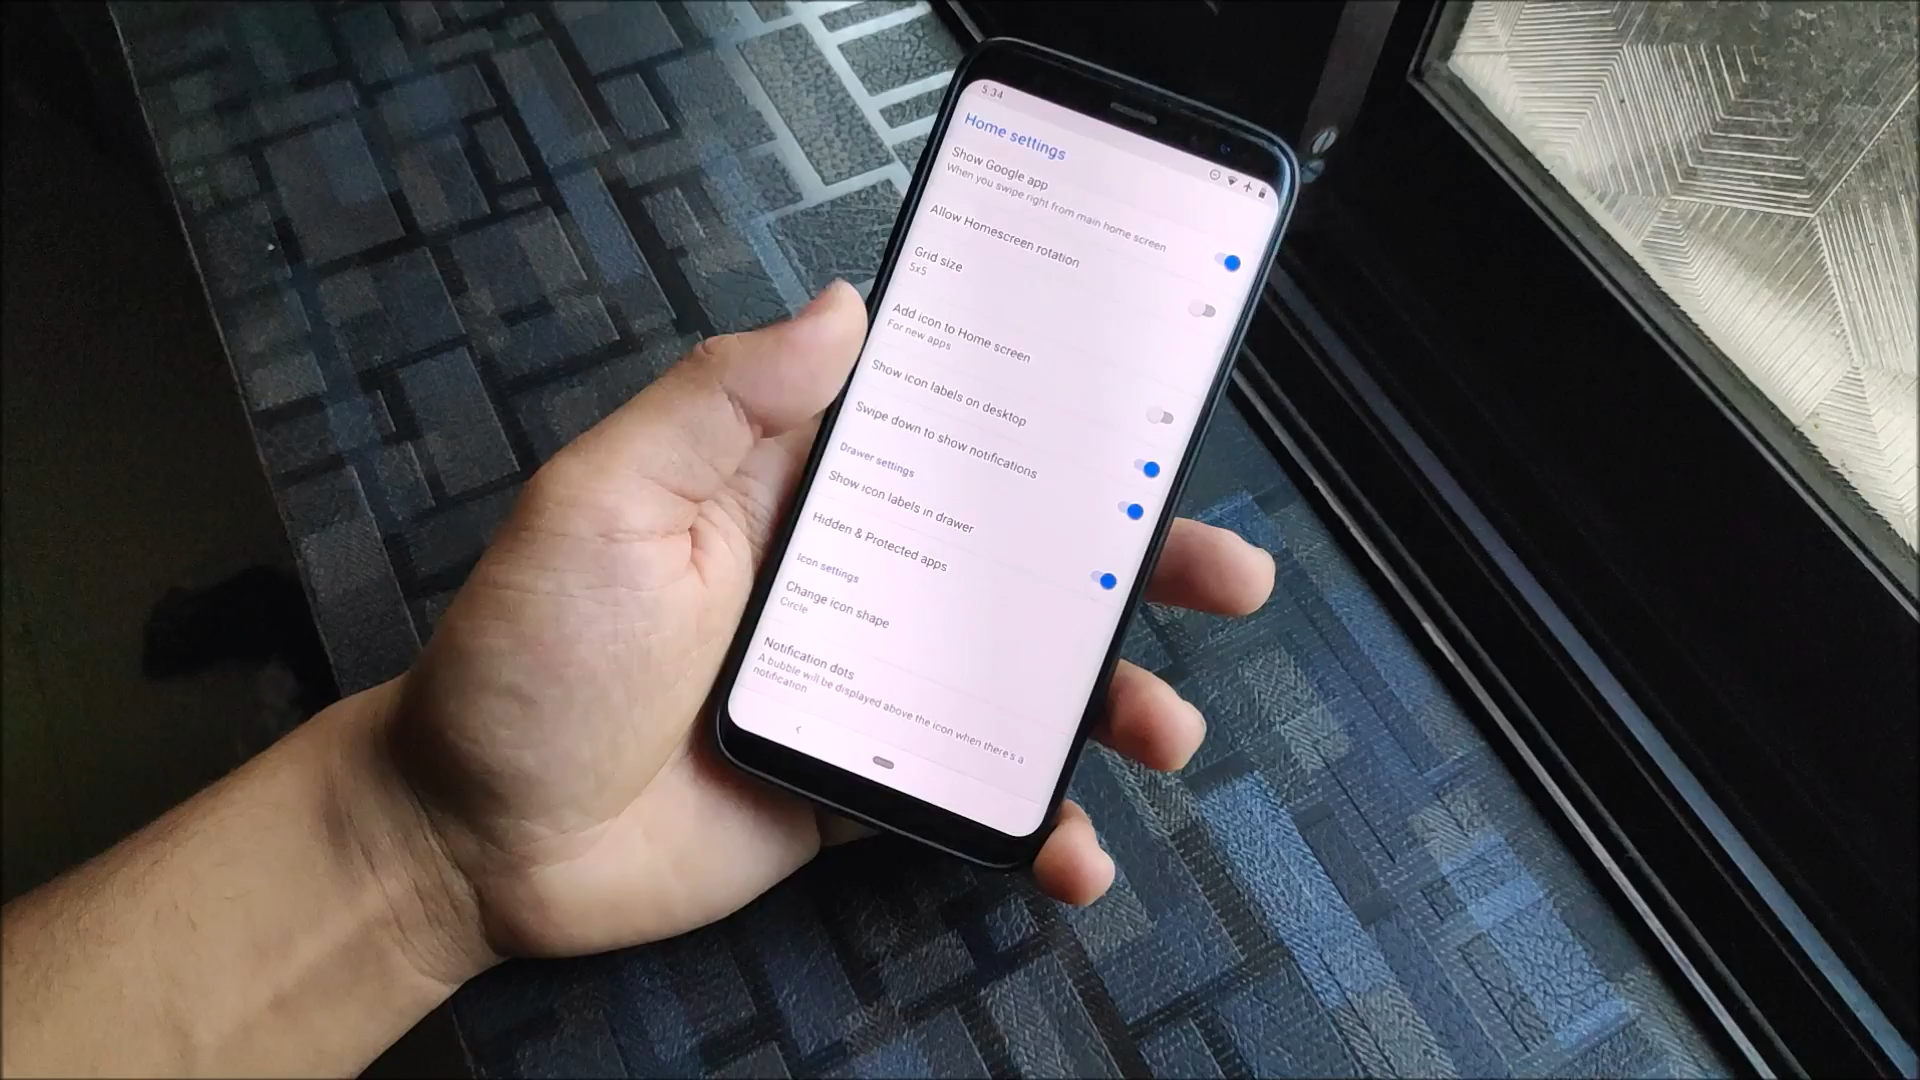 5:34
Home settings
Show Google app
When you swipe right from main home screen
Allow Homescreen rotation
Grid size
5x5
Add icon to Home screen
For new apps
Show icon labels on desktop
Swipe down to show notifications
Drawer settings
Show icon labels in drawer
Hidden & Protected apps
Icon settings
Change icon shape
Circle
Notification dots
A bubble will be displayed above the icon when there's a
notification